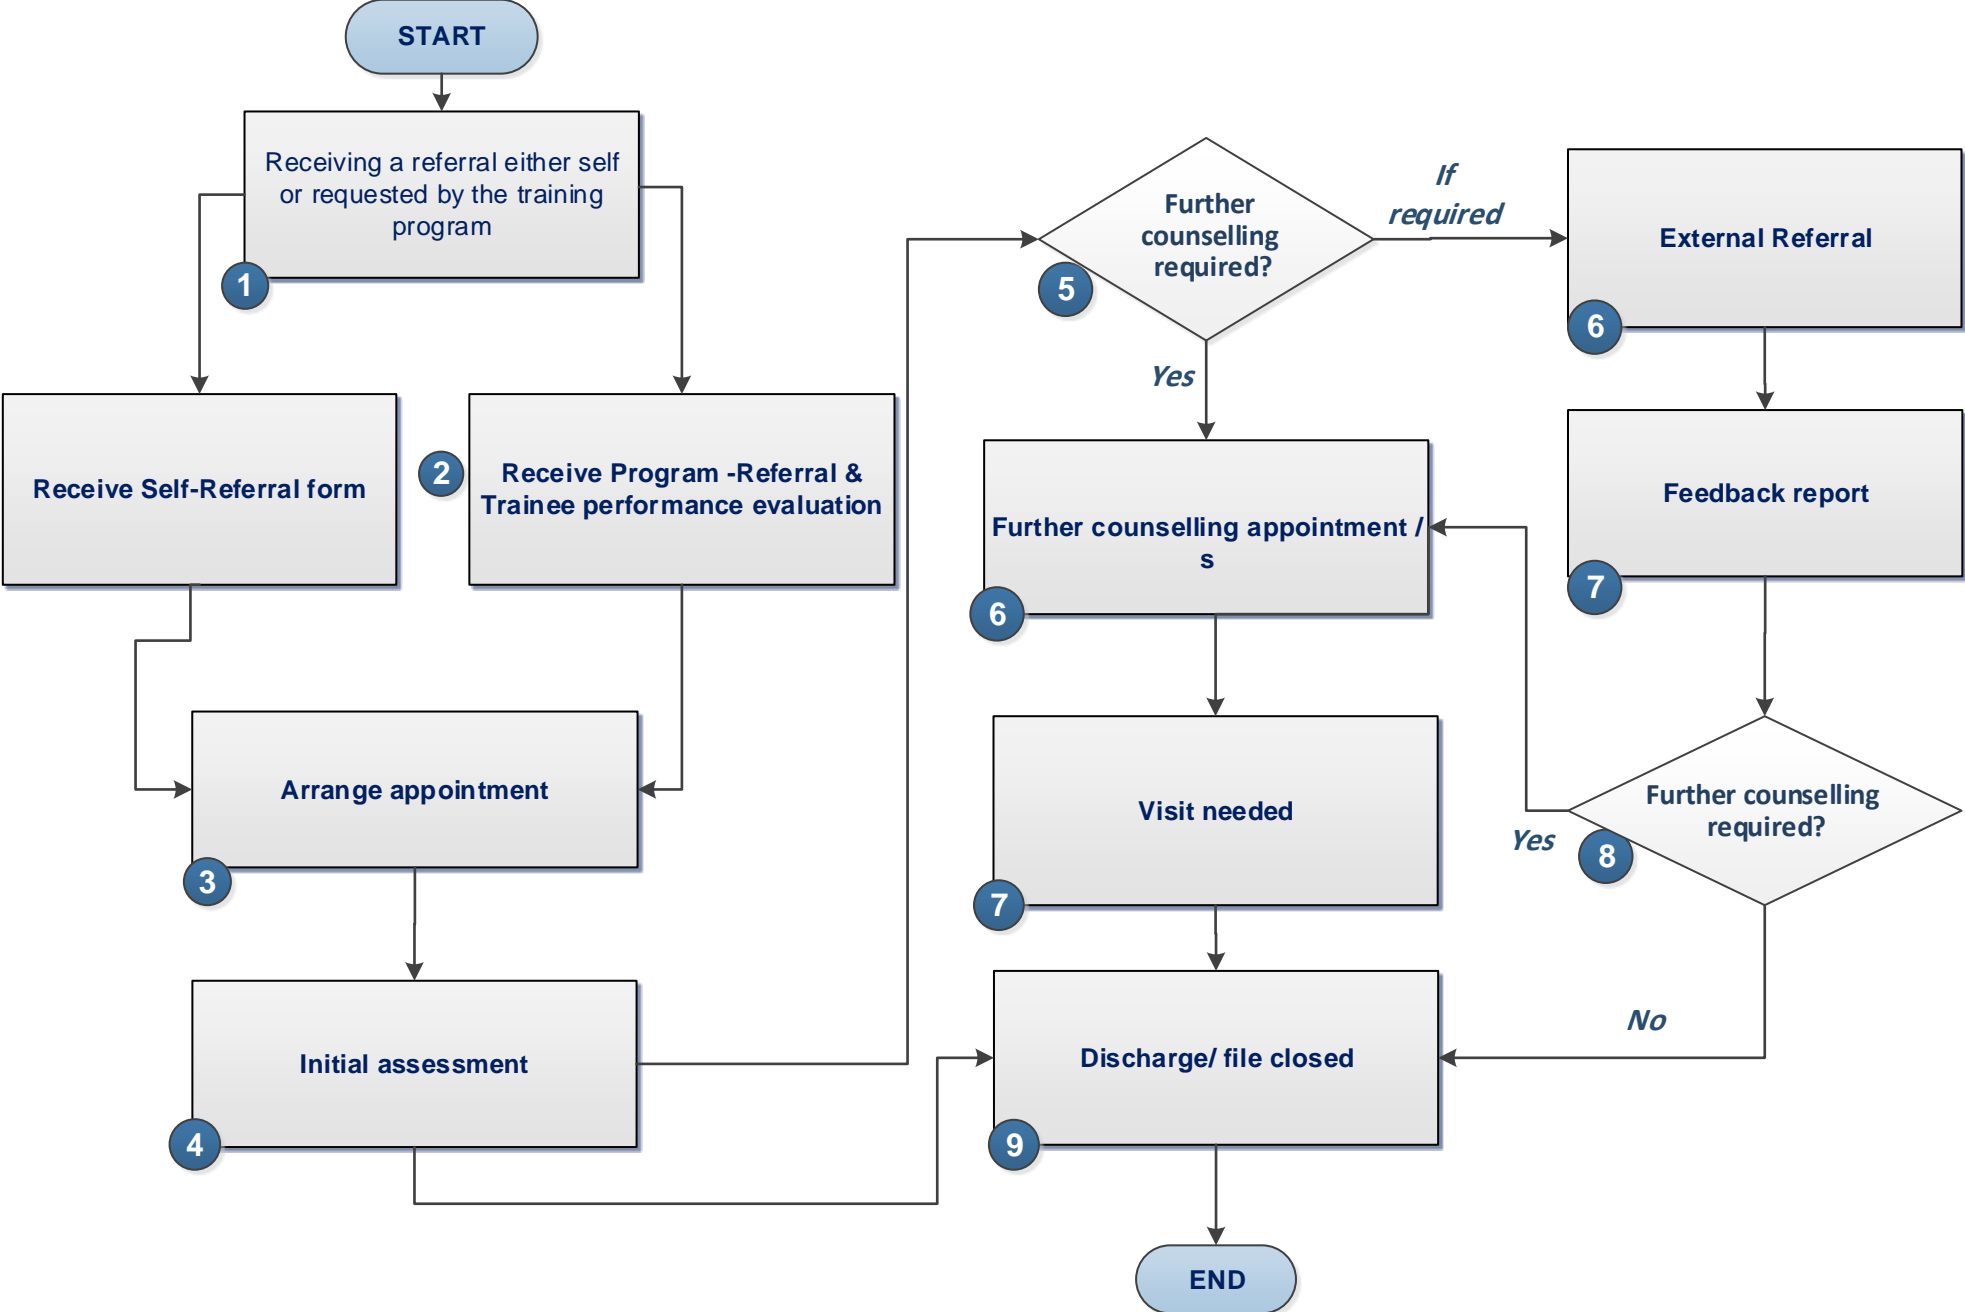 START
Receiving a referral either self
or requested by the training
program
1
Receive Self-Referral form
2
Receive Program -Referral &
Trainee performance evaluation
Arrange appointment
3
Initial assessment
4
Further
counselling
required?
5
If
required
Yes
External Referral
6
Further counselling appointment /
s
6
Feedback report
7
Visit needed
7
Further counselling
required?
8
Yes
No
Discharge/ file closed
9
END